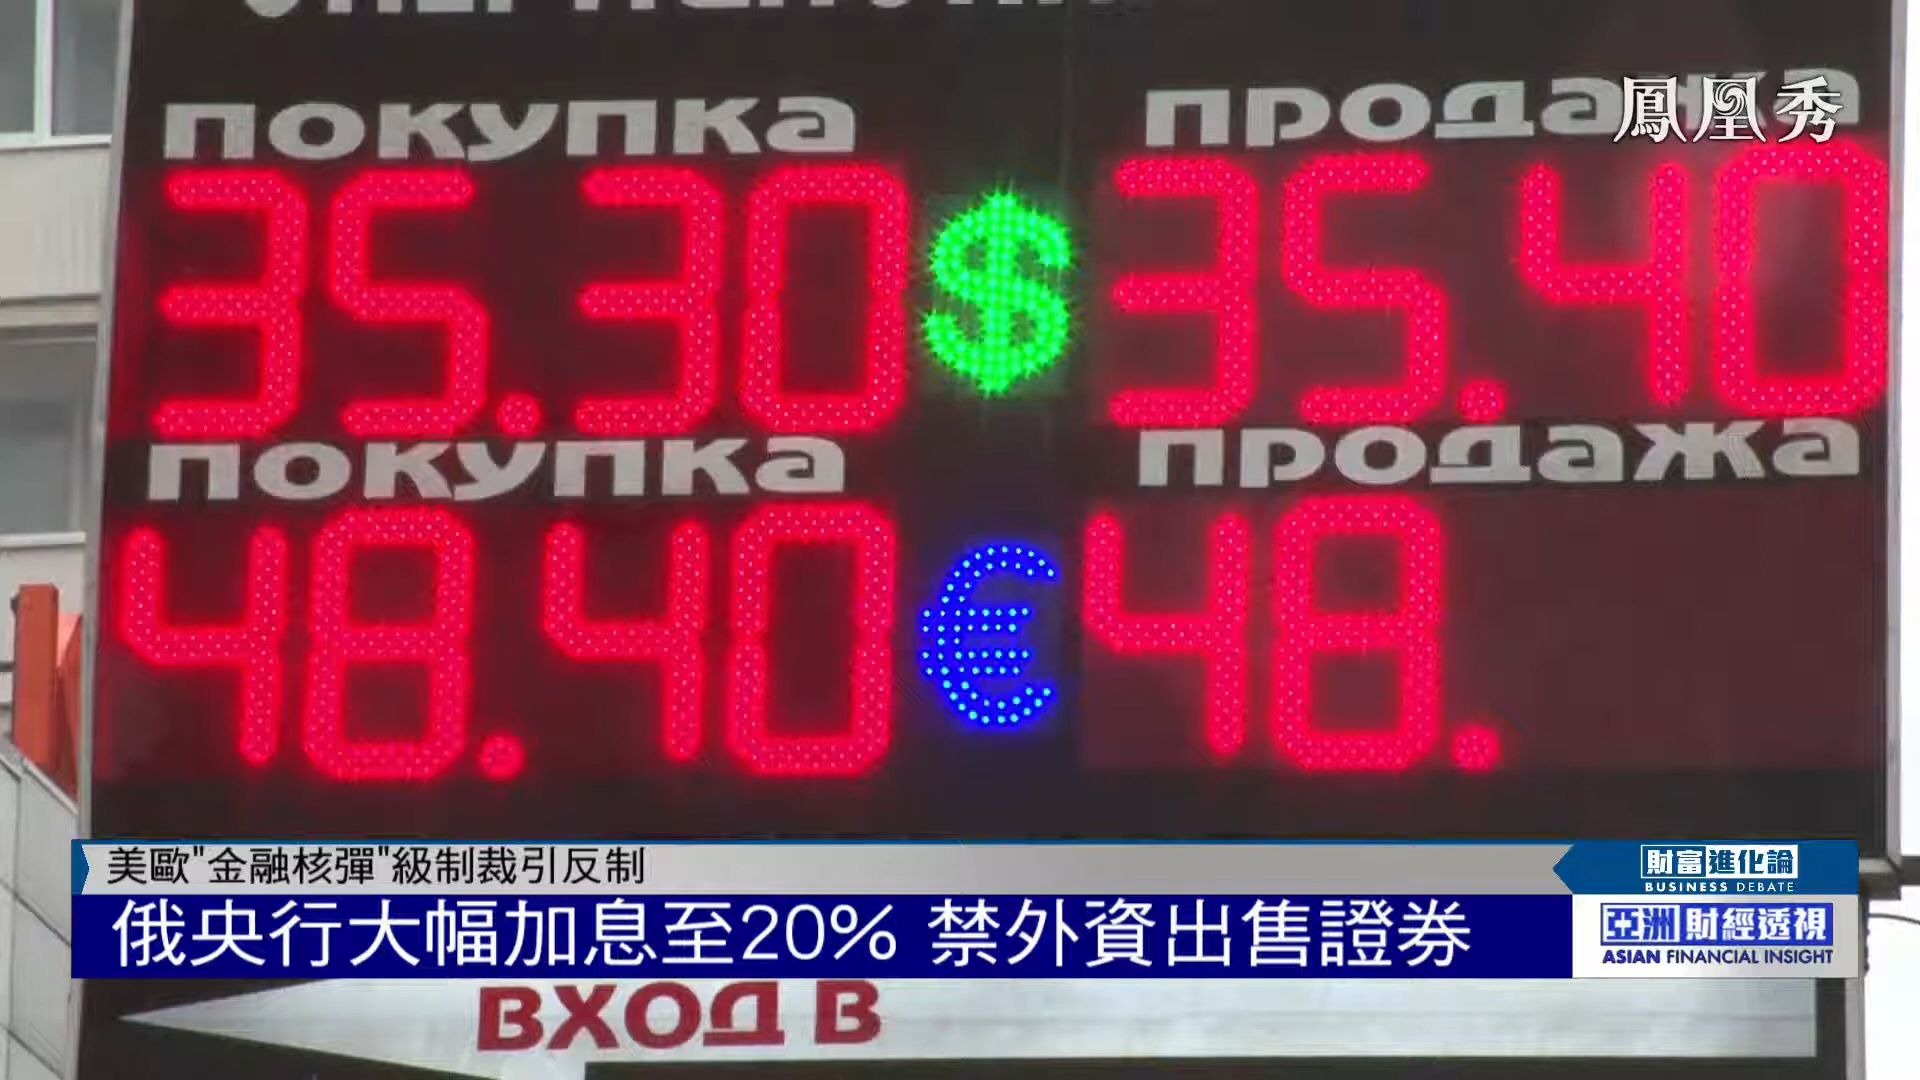 покупка
продажа
鳳凰秀
35.30 $ 35.40
покупка
продажа
48.40 € 48.
美歐"金融核彈"級制裁引反制
財富進化論
BUSINESS DEBATE
俄央行大幅加息至20% 禁外資出售證券
亞洲財經透視
ASIAN FINANCIAL INSIGHT
ВХОД В